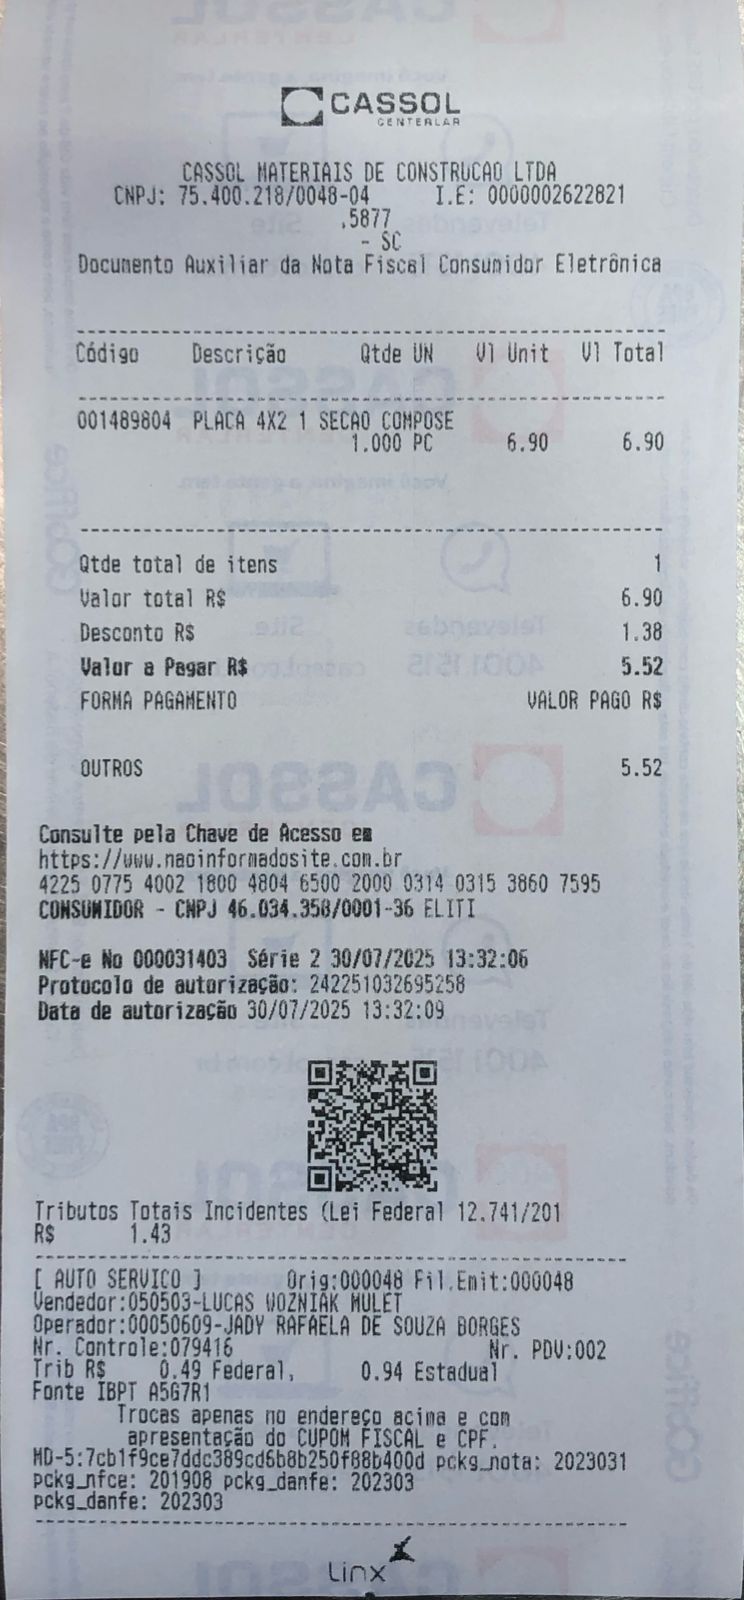 CASSOL
CENTERLAR
CASSOL MATERIAIS DE CONSTRUCAO LTDA
CNPJ: 75.400.218/0048-04 I.E: 0000002622821
,5877
- SC
Documento Auxiliar da Nota Fiscal Consumidor Eletrônica
Código Descrição Qtde UN Vl Unit Vl Total
001489804 PLACA 4X2 1 SECAO COMPOSE
1.000 PC 6.90 6.90
Qtde total de itens 1
Valor total R$ 6.90
Desconto R$ 1.38
Valor a Pagar R$ 5.52
FORMA PAGAMENTO VALOR PAGO R$
OUTROS 5.52
Consulte pela Chave de Acesso em
https://www.naoinformadosite.com.br
4225 0775 4002 1800 4804 6500 2000 0314 0315 3860 7595
CONSUMIDOR - CNPJ 46.034.358/0001-36 ELITI
NFC-e No 000031403 Série 2 30/07/2025 13:32:06
Protocolo de autorização: 242251032695258
Data de autorização 30/07/2025 13:32:09
Tributos Totais Incidentes (Lei Federal 12.741/201
R$ 1.43
[ AUTO SERVICO ] Orig:000048 Fil.Emit:000048
Vendedor:050503-LUCAS WOZNIAK MULET
Operador:00050609-JADY RAFAELA DE SOUZA BORGES
Nr. Controle:079416 Nr. PDV:002
Trib R$ 0.49 Federal, 0.94 Estadual
Fonte IBPT A5G7R1
Trocas apenas no endereço acima e com
apresentação do CUPOM FISCAL e CPF.
MD-5:7cb1f9ce7ddc389cd6b8b250f88b400d pckg_nota: 2023031
pckg_nfce: 201908 pckg_danfe: 202303
pckg_danfe: 202303
Linx